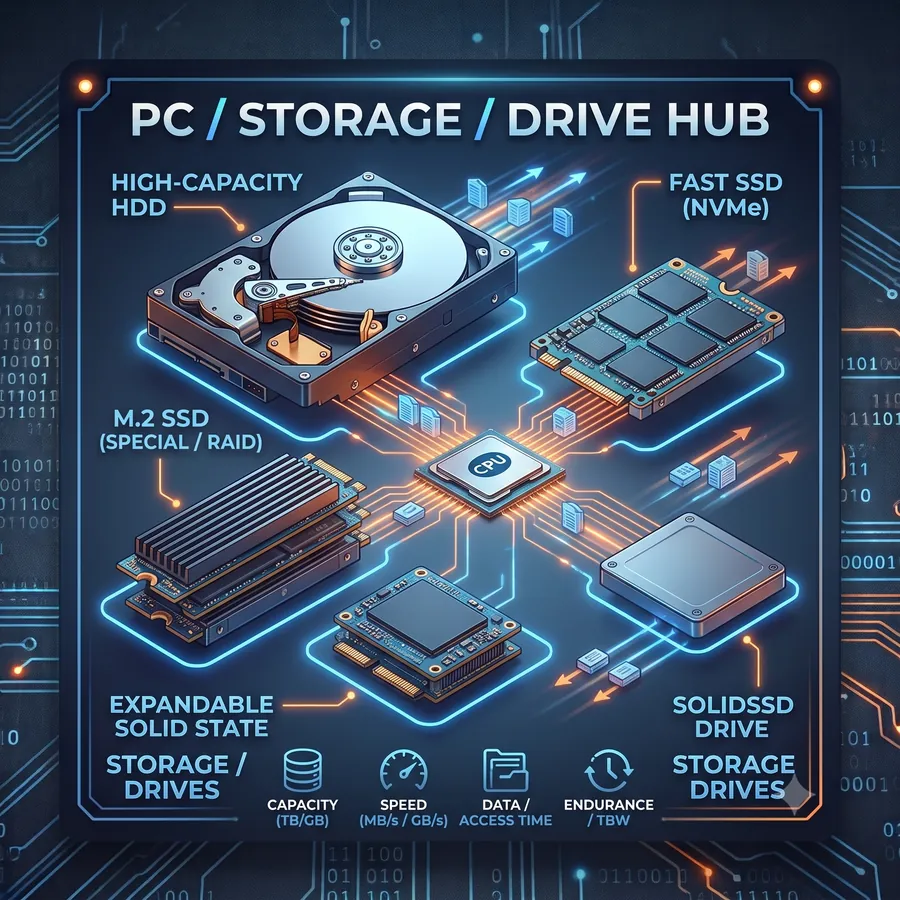 PC / STORAGE / DRIVE HUB
HIGH-CAPACITY
HDD
FAST SSD
(NVMe)
M.2 SSD
(SPECIAL / RAID)
CPU
EXPANDABLE
SOLID STATE
SOLIDSSD
DRIVE
STORAGE /
DRIVES
STORAGE
DRIVES
CAPACITY
(TB/GB)
SPEED
(MB/s / GB/s)
DATA /
ACCESS TIME
ENDURANCE
/ TBW